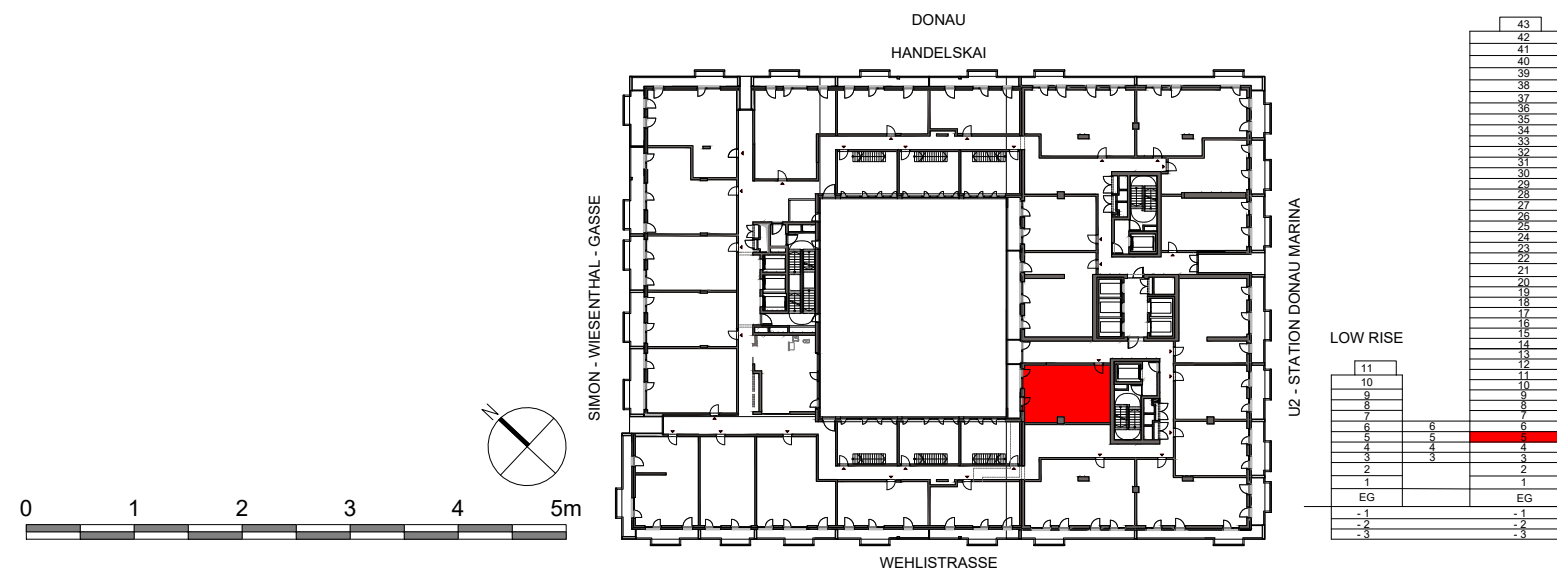 DONAU
HANDELSKAI
SIMON - WIESENTHAL - GASSE
U2 - STATION DONAU MARINA
WEHLISTRASSE
N
0 1 2 3 4 5m
LOW RISE
43
42
41
40
39
38
37
36
35
34
33
32
31
30
29
28
27
26
25
24
23
22
21
20
19
18
17
16
15
14
13
11 12
10 11
9 10
8 9
7 8
7
6 6 6
5 5 5
4 4 4
3 3 3
2 2
1 1
EG EG
- 1 - 1
- 2 - 2
- 3 - 3